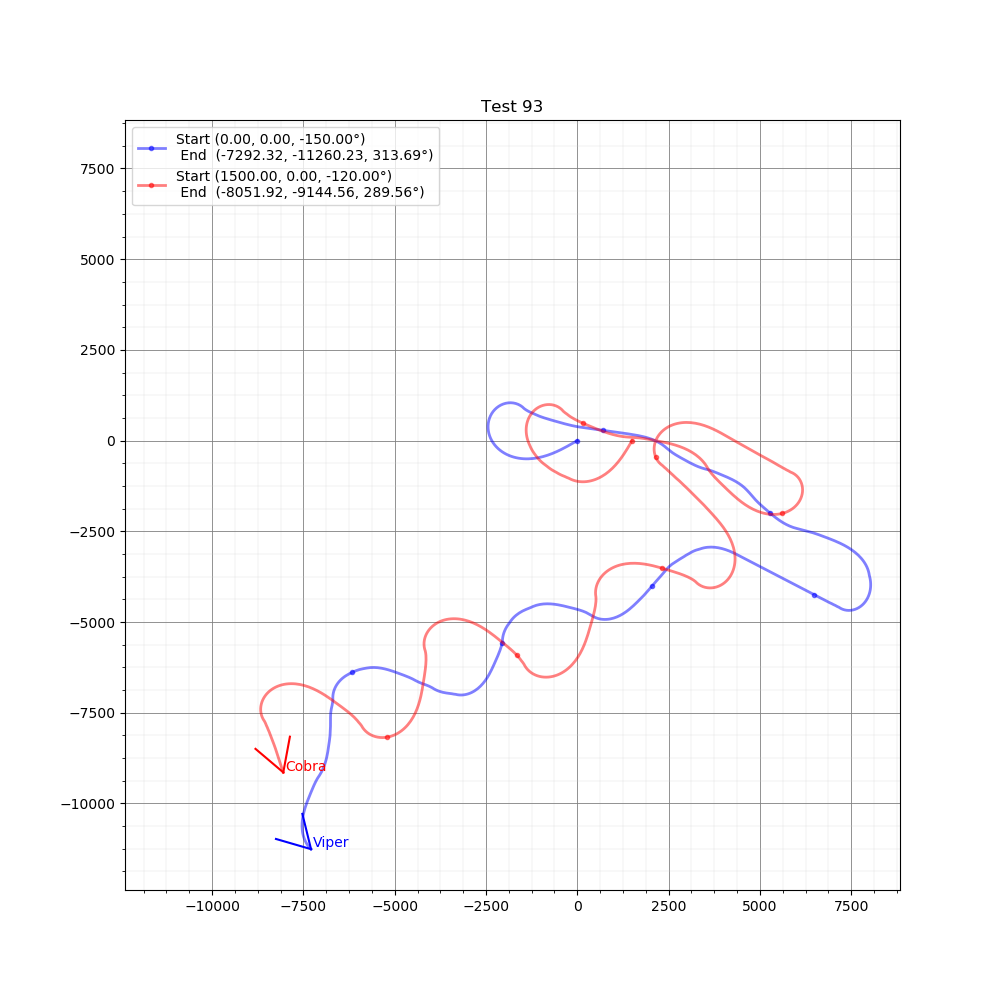 Test 93
Start (0.00, 0.00, -150.00°)
End  (-7292.32, -11260.23, 313.69°)
Start (1500.00, 0.00, -120.00°)
End  (-8051.92, -9144.56, 289.56°)
7500
5000
2500
0
−2500
−5000
−7500
−10000
Cobra
Viper
−10000 −7500 −5000 −2500 0 2500 5000 7500